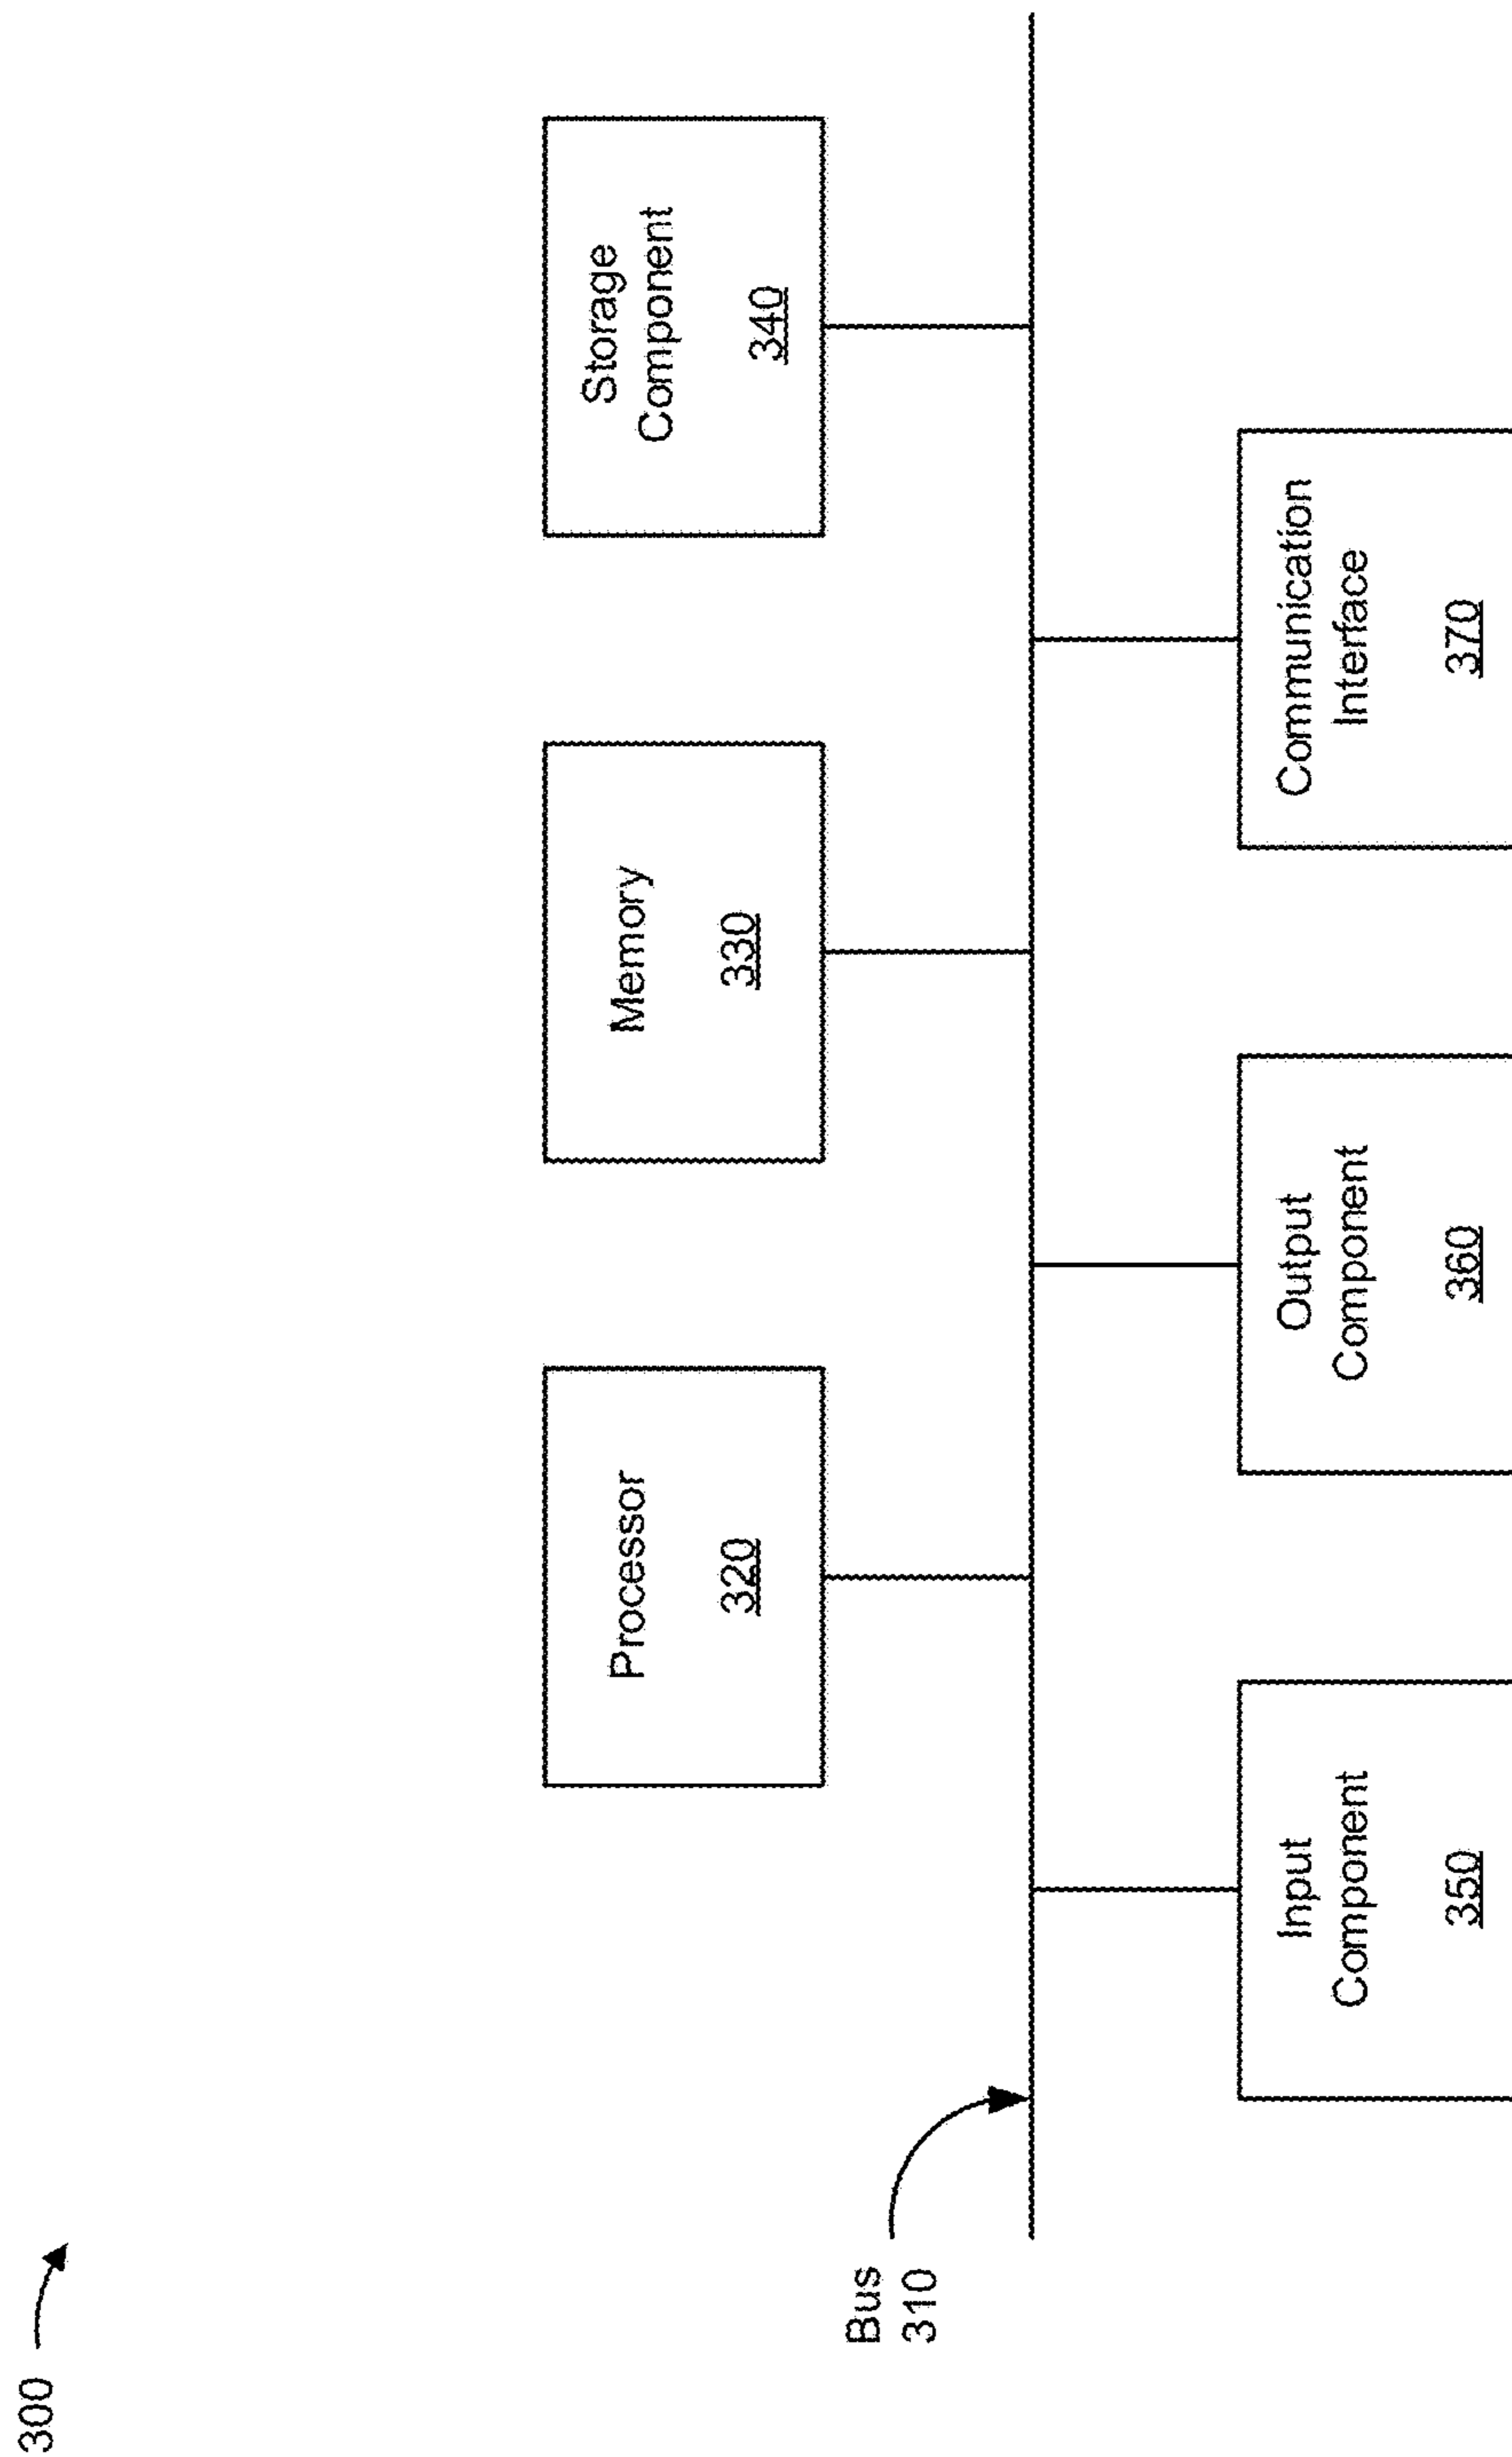 300
Processor
320
Memory
330
Storage
Component
340
Bus
310
Input
Component
350
Output
Component
360
Communication
Interface
370